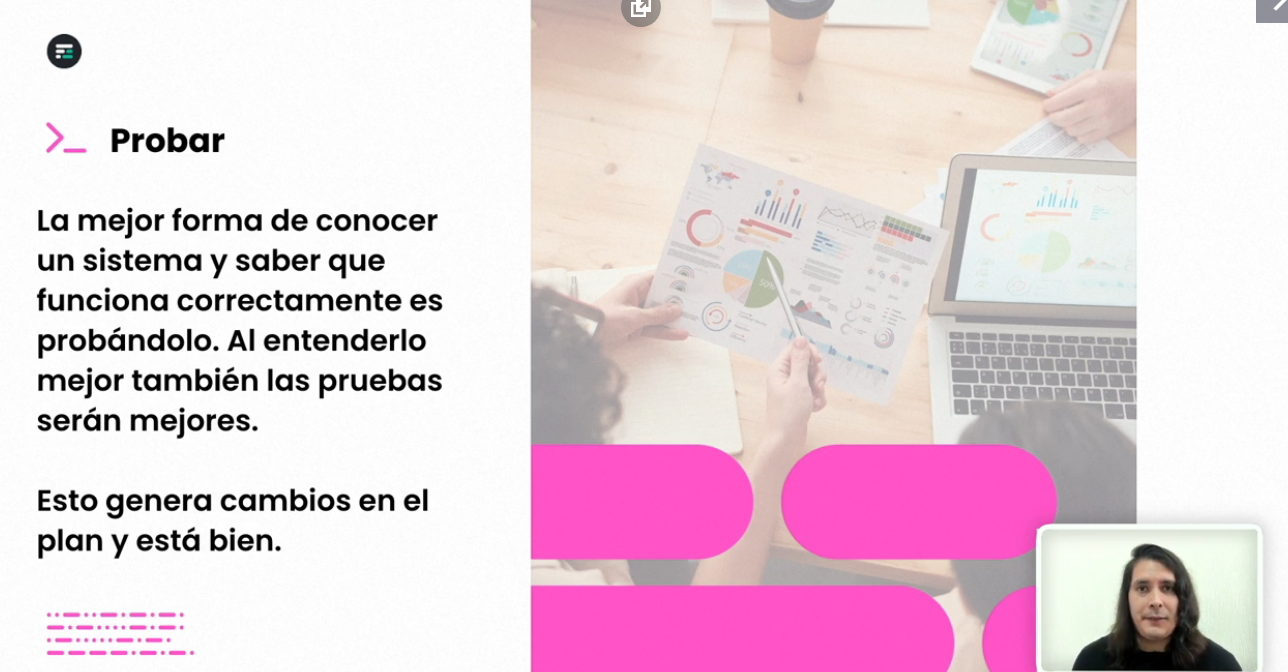 Probar
La mejor forma de conocer
un sistema y saber que
funciona correctamente es
probándolo. Al entenderlo
mejor también las pruebas
serán mejores.
Esto genera cambios en el
plan y está bien.
50%